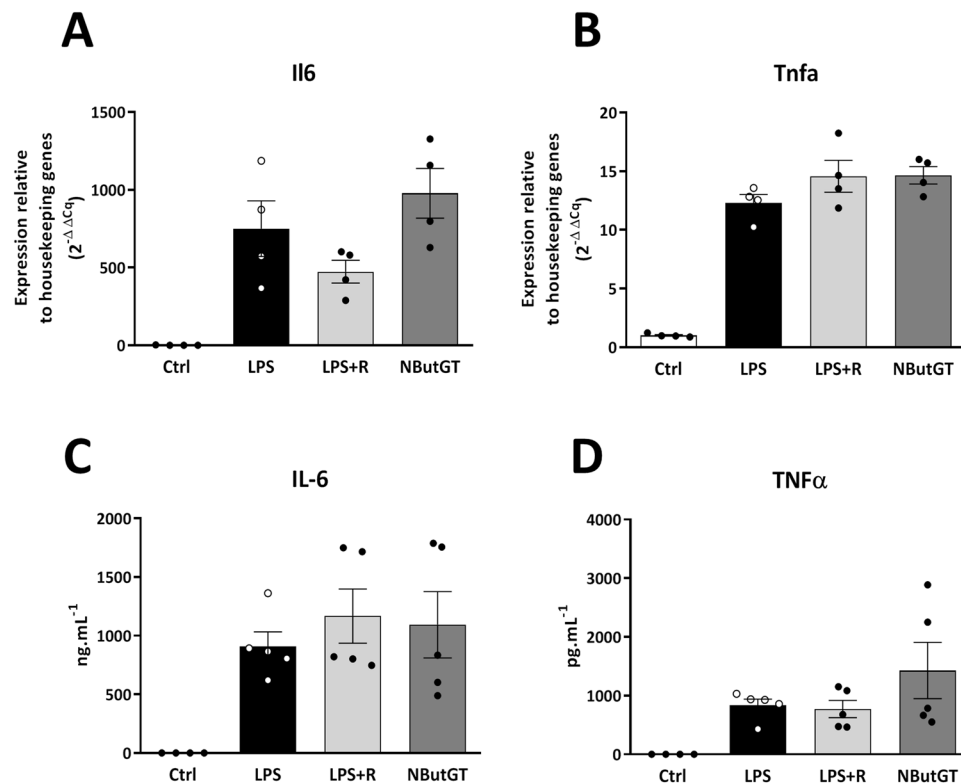 A
Il6
Expression relative
to housekeeping genes
(2^-ΔΔCq)
1500
1000
500
0
Ctrl
LPS
LPS+R
NButGT
B
Tnfa
Expression relative
to housekeeping genes
(2^-ΔΔCq)
20
15
10
5
0
Ctrl
LPS
LPS+R
NButGT
C
IL-6
ng.mL^-1
2000
1500
1000
500
0
Ctrl
LPS
LPS+R
NButGT
D
TNFα
pg.mL^-1
4000
3000
2000
1000
0
Ctrl
LPS
LPS+R
NButGT